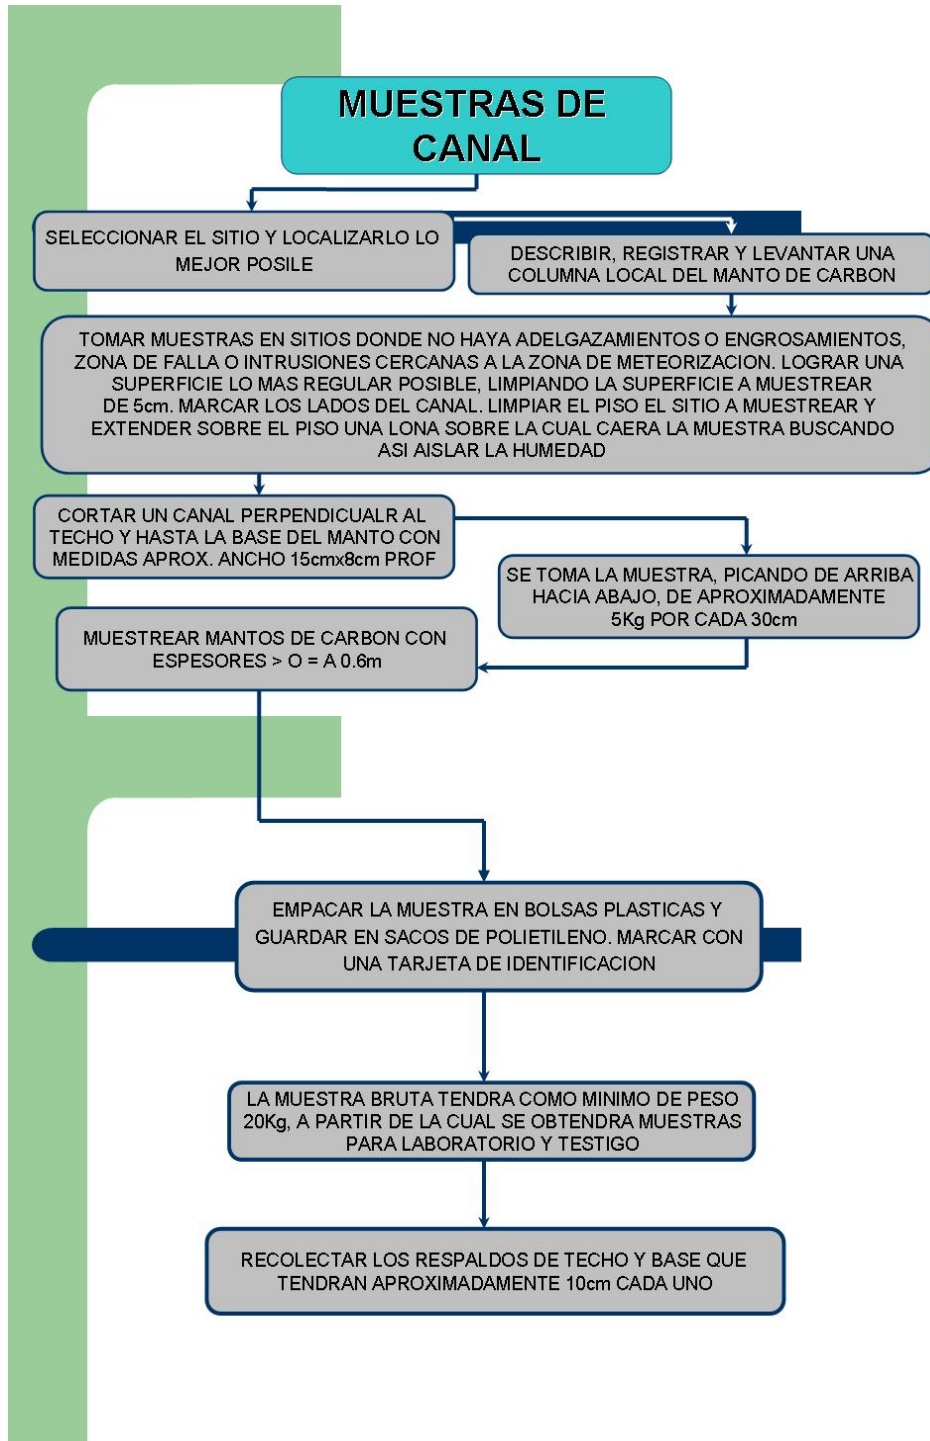 MUESTRAS DE
CANAL
SELECCIONAR EL SITIO Y LOCALIZARLO LO
MEJOR POSILE
DESCRIBIR, REGISTRAR Y LEVANTAR UNA
COLUMNA LOCAL DEL MANTO DE CARBON
TOMAR MUESTRAS EN SITIOS DONDE NO HAYA ADELGAZAMIENTOS O ENGROSAMIENTOS,
ZONA DE FALLA O INTRUSIONES CERCANAS A LA ZONA DE METEORIZACION. LOGRAR UNA
SUPERFICIE LO MAS REGULAR POSIBLE, LIMPIANDO LA SUPERFICIE A MUESTREAR
DE 5cm. MARCAR LOS LADOS DEL CANAL. LIMPIAR EL PISO EL SITIO A MUESTREAR Y
EXTENDER SOBRE EL PISO UNA LONA SOBRE LA CUAL CAERA LA MUESTRA BUSCANDO
ASI AISLAR LA HUMEDAD
CORTAR UN CANAL PERPENDICUALR AL
TECHO Y HASTA LA BASE DEL MANTO CON
MEDIDAS APROX. ANCHO 15cmx8cm PROF
SE TOMA LA MUESTRA, PICANDO DE ARRIBA
HACIA ABAJO, DE APROXIMADAMENTE
5Kg POR CADA 30cm
MUESTREAR MANTOS DE CARBON CON
ESPESORES > O = A 0.6m
EMPACAR LA MUESTRA EN BOLSAS PLASTICAS Y
GUARDAR EN SACOS DE POLIETILENO. MARCAR CON
UNA TARJETA DE IDENTIFICACION
LA MUESTRA BRUTA TENDRA COMO MINIMO DE PESO
20Kg, A PARTIR DE LA CUAL SE OBTENDRA MUESTRAS
PARA LABORATORIO Y TESTIGO
RECOLECTAR LOS RESPALDOS DE TECHO Y BASE QUE
TENDRAN APROXIMADAMENTE 10cm CADA UNO